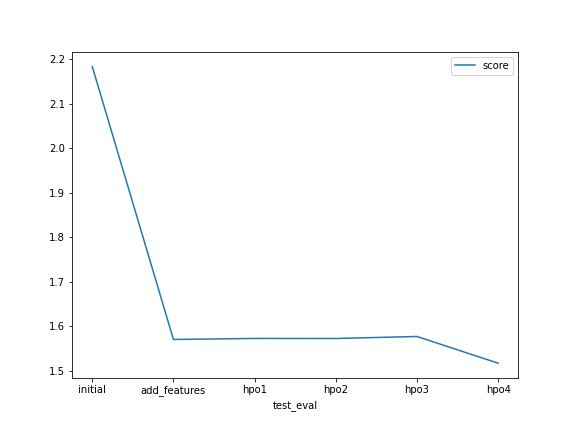 score
2.2
2.1
2.0
1.9
1.8
1.7
1.6
1.5
initial add_features hpo1 hpo2 hpo3 hpo4
test_eval